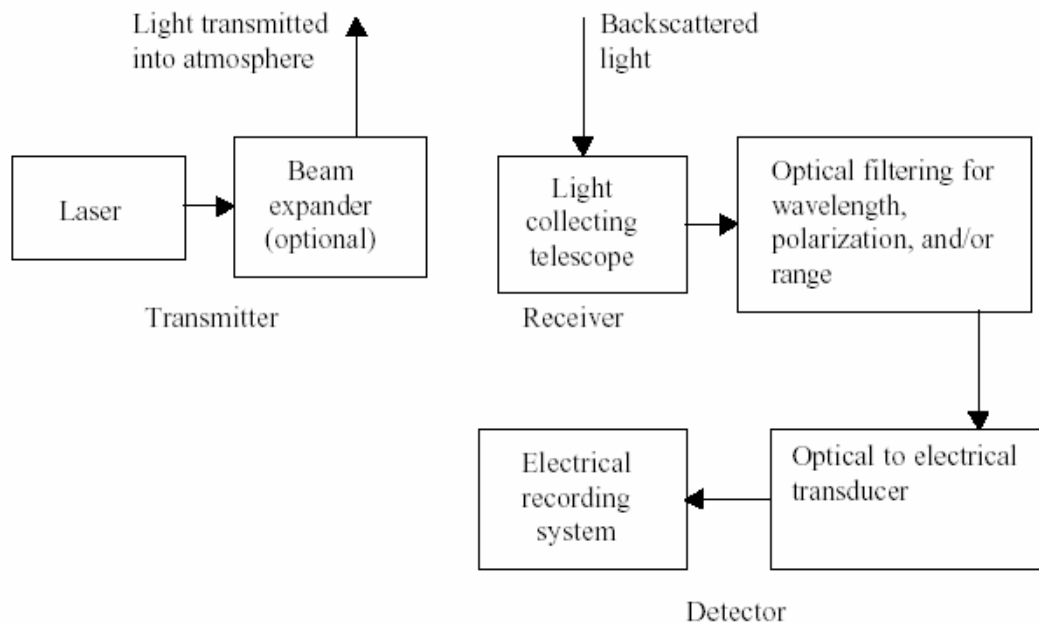 Light transmitted
into atmosphere
Backscattered
light
Laser
Beam
expander
(optional)
Transmitter
Light
collecting
telescope
Receiver
Optical filtering for
wavelength,
polarization, and/or
range
Optical to electrical
transducer
Electrical
recording
system
Detector